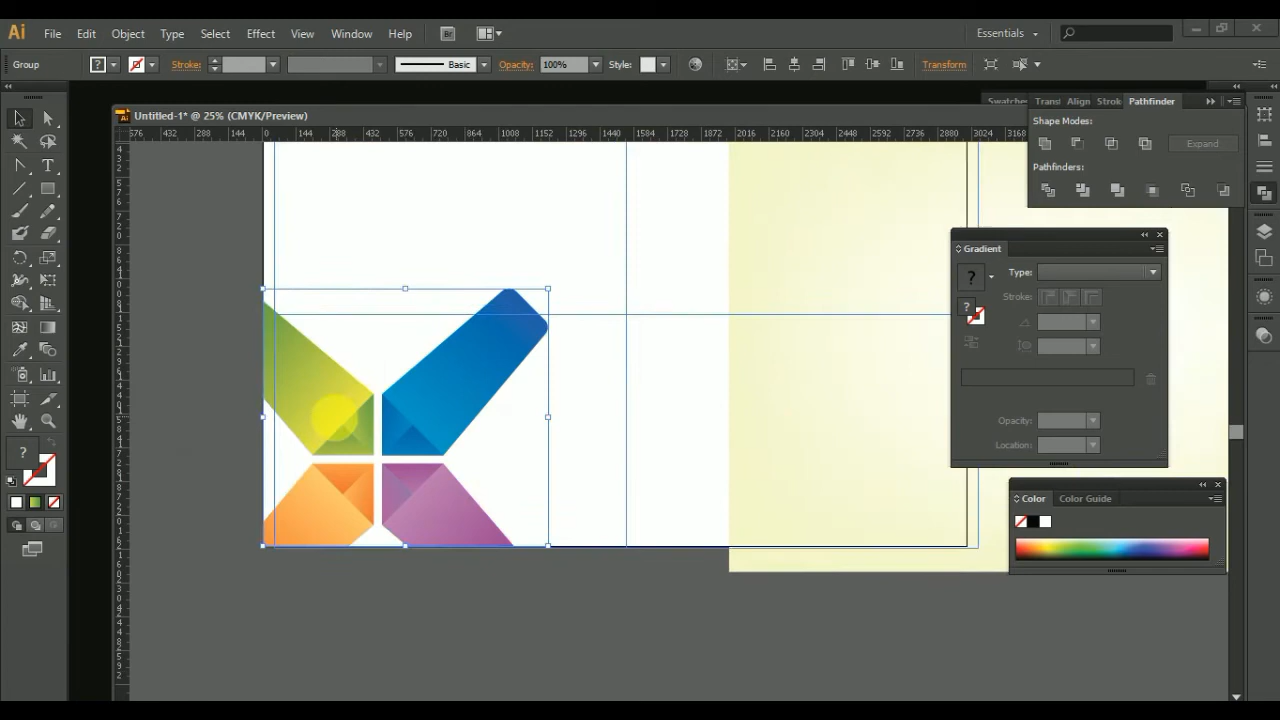 Ai File Edit Object Type Select Effect View Window Help Br Essentials
Group Stroke: Basic Opacity: 100% Style: Transform
Untitled-1* @ 25% (CMYK/Preview)
Swatches Trans Align Strok Pathfinder
576 432 288 144 0 144 288 432 576 720 864 1008 1152 1296 1440 1584 1728 1872 2016 2160 2304 2448 2592 2736 2880 3024 3168
Shape Modes:
Expand
Pathfinders:
Gradient
? Type:
Stroke:
?
Opacity:
Location:
?
Color Color Guide